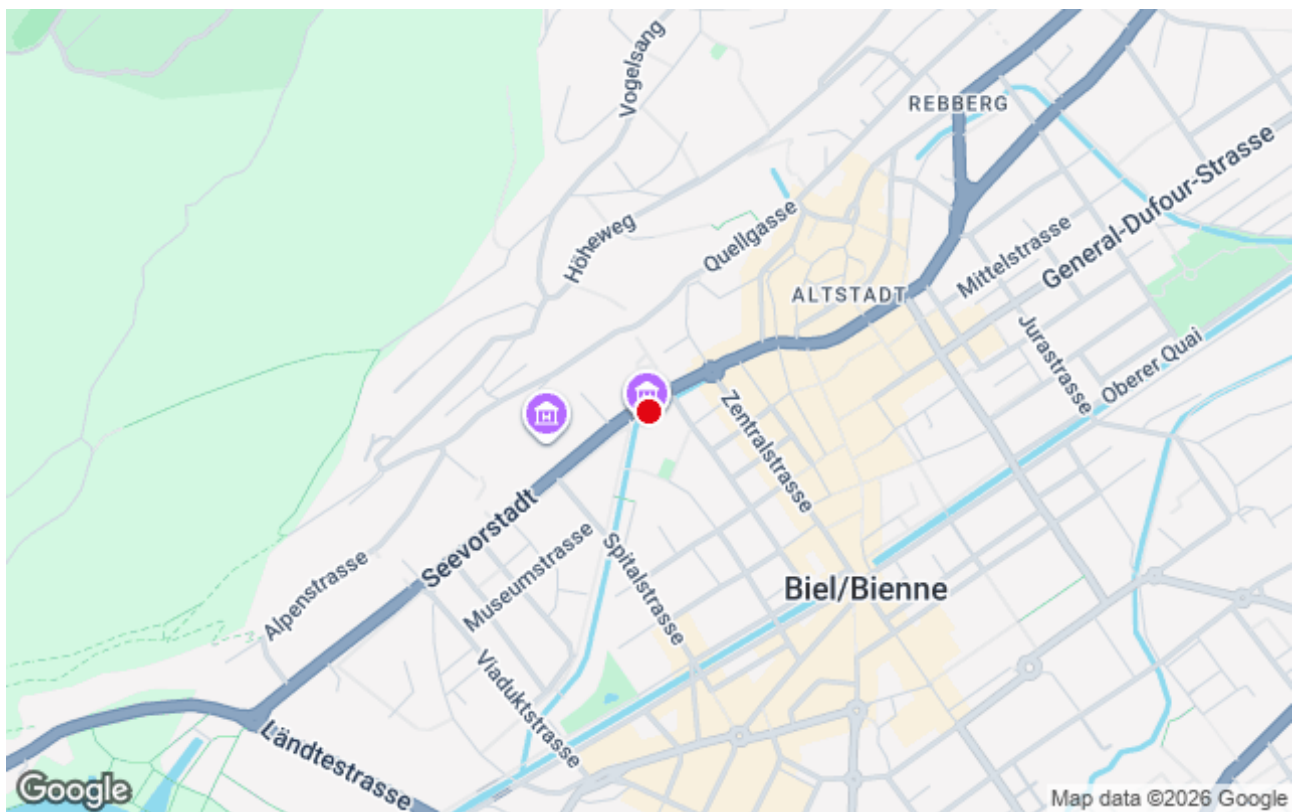 Vogelsang
REBBERG
General-Dufour-Strasse
Höheweg
Quellgasse
Mittelstrasse
ALTSTADT
Jurastrasse
Oberer Quai
Zentralstrasse
Seevorstadt
Museumstrasse
Spitalstrasse
Alpenstrasse
Biel/Bienne
Viaduktstrasse
Ländtestrasse
Google
Map data ©2026 Google